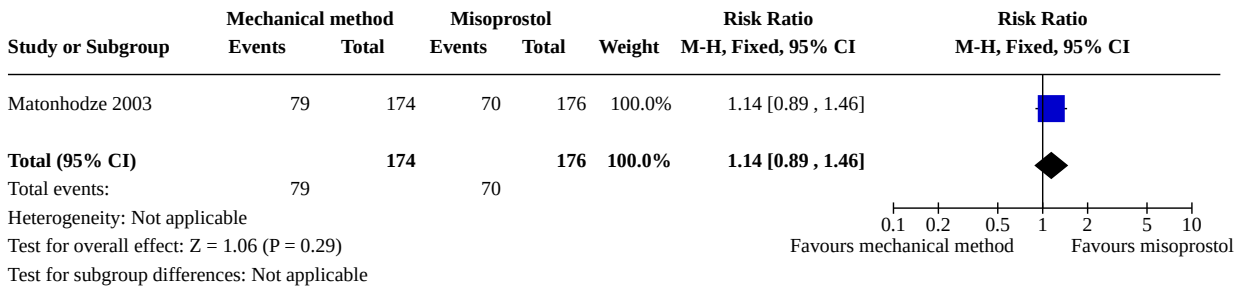 Mechanical method Misoprostol Risk Ratio Risk Ratio
Study or Subgroup Events Total Events Total Weight M-H, Fixed, 95% CI M-H, Fixed, 95% CI
Matonhodze 2003 79 174 70 176 100.0% 1.14 [0.89 , 1.46]
Total (95% CI) 174 176 100.0% 1.14 [0.89 , 1.46]
Total events: 79 70
Heterogeneity: Not applicable
0.1 0.2 0.5 1 2 5 10
Test for overall effect: Z = 1.06 (P = 0.29) Favours mechanical method Favours misoprostol
Test for subgroup differences: Not applicable